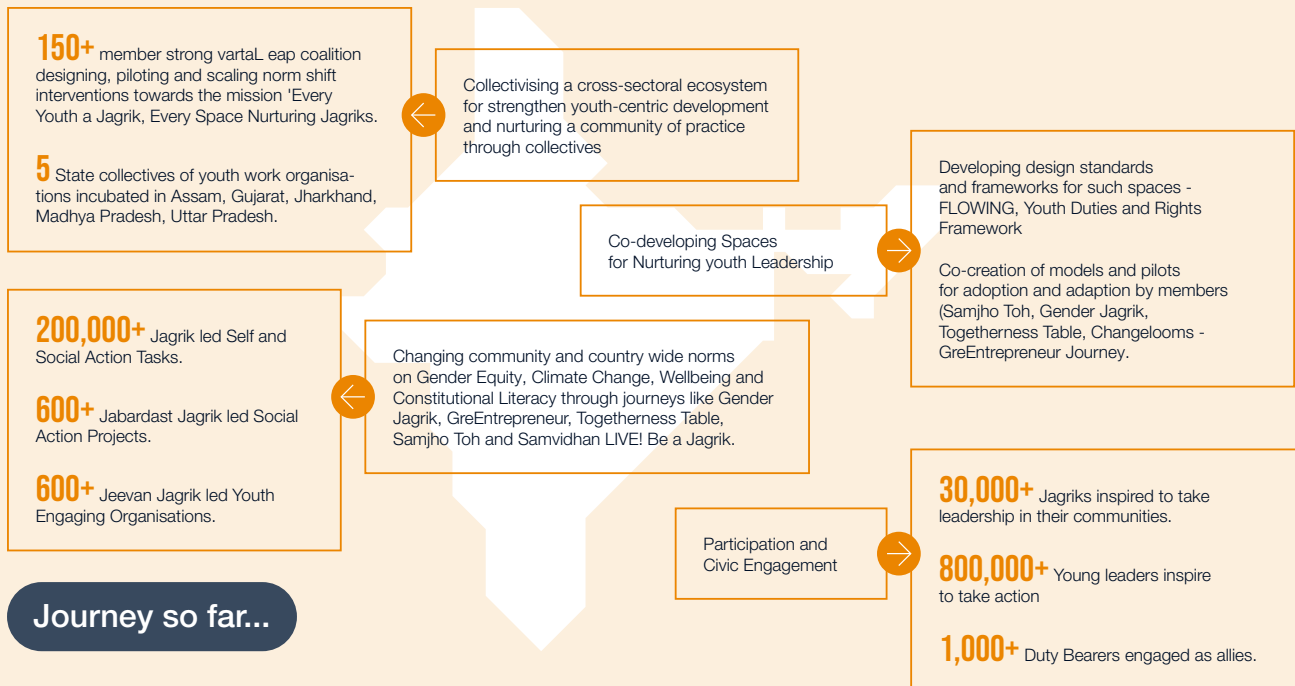 150+ member strong vartaL eap coalition
designing, piloting and scaling norm shift
interventions towards the mission 'Every
Youth a Jagrik, Every Space Nurturing Jagriks.
5 State collectives of youth work organisa-
tions incubated in Assam, Gujarat, Jharkhand,
Madhya Pradesh, Uttar Pradesh.
Collectivising a cross-sectoral ecosystem
for strengthen youth-centric development
and nurturing a community of practice
through collectives
Co-developing Spaces
for Nurturing youth Leadership
Developing design standards
and frameworks for such spaces -
FLOWING, Youth Duties and Rights
Framework
Co-creation of models and pilots
for adoption and adaption by members
(Samjho Toh, Gender Jagrik,
Togetherness Table, Changelooms -
GreEntrepreneur Journey.
200,000+ Jagrik led Self and
Social Action Tasks.
600+ Jabardast Jagrik led Social
Action Projects.
600+ Jeevan Jagrik led Youth
Engaging Organisations.
Changing community and country wide norms
on Gender Equity, Climate Change, Wellbeing and
Constitutional Literacy through journeys like Gender
Jagrik, GreEntrepreneur, Togetherness Table,
Samjho Toh and Samvidhan LIVE! Be a Jagrik.
Participation and
Civic Engagement
30,000+ Jagriks inspired to take
leadership in their communities.
800,000+ Young leaders inspire
to take action
1,000+ Duty Bearers engaged as allies.
Journey so far...